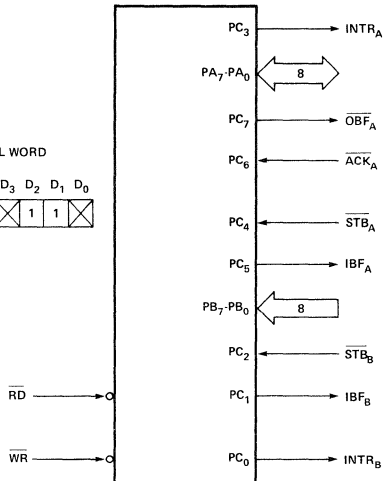 PC3 INTRA
PA7-PA0 8
PC7 OBFA
L WORD
PC6 ACKA
D3 D2 D1 D0
1 1
PC4 STBA
PC5 IBFA
PB7-PB0 8
PC2 STBB
RD PC1 IBFB
WR PC0 INTRB